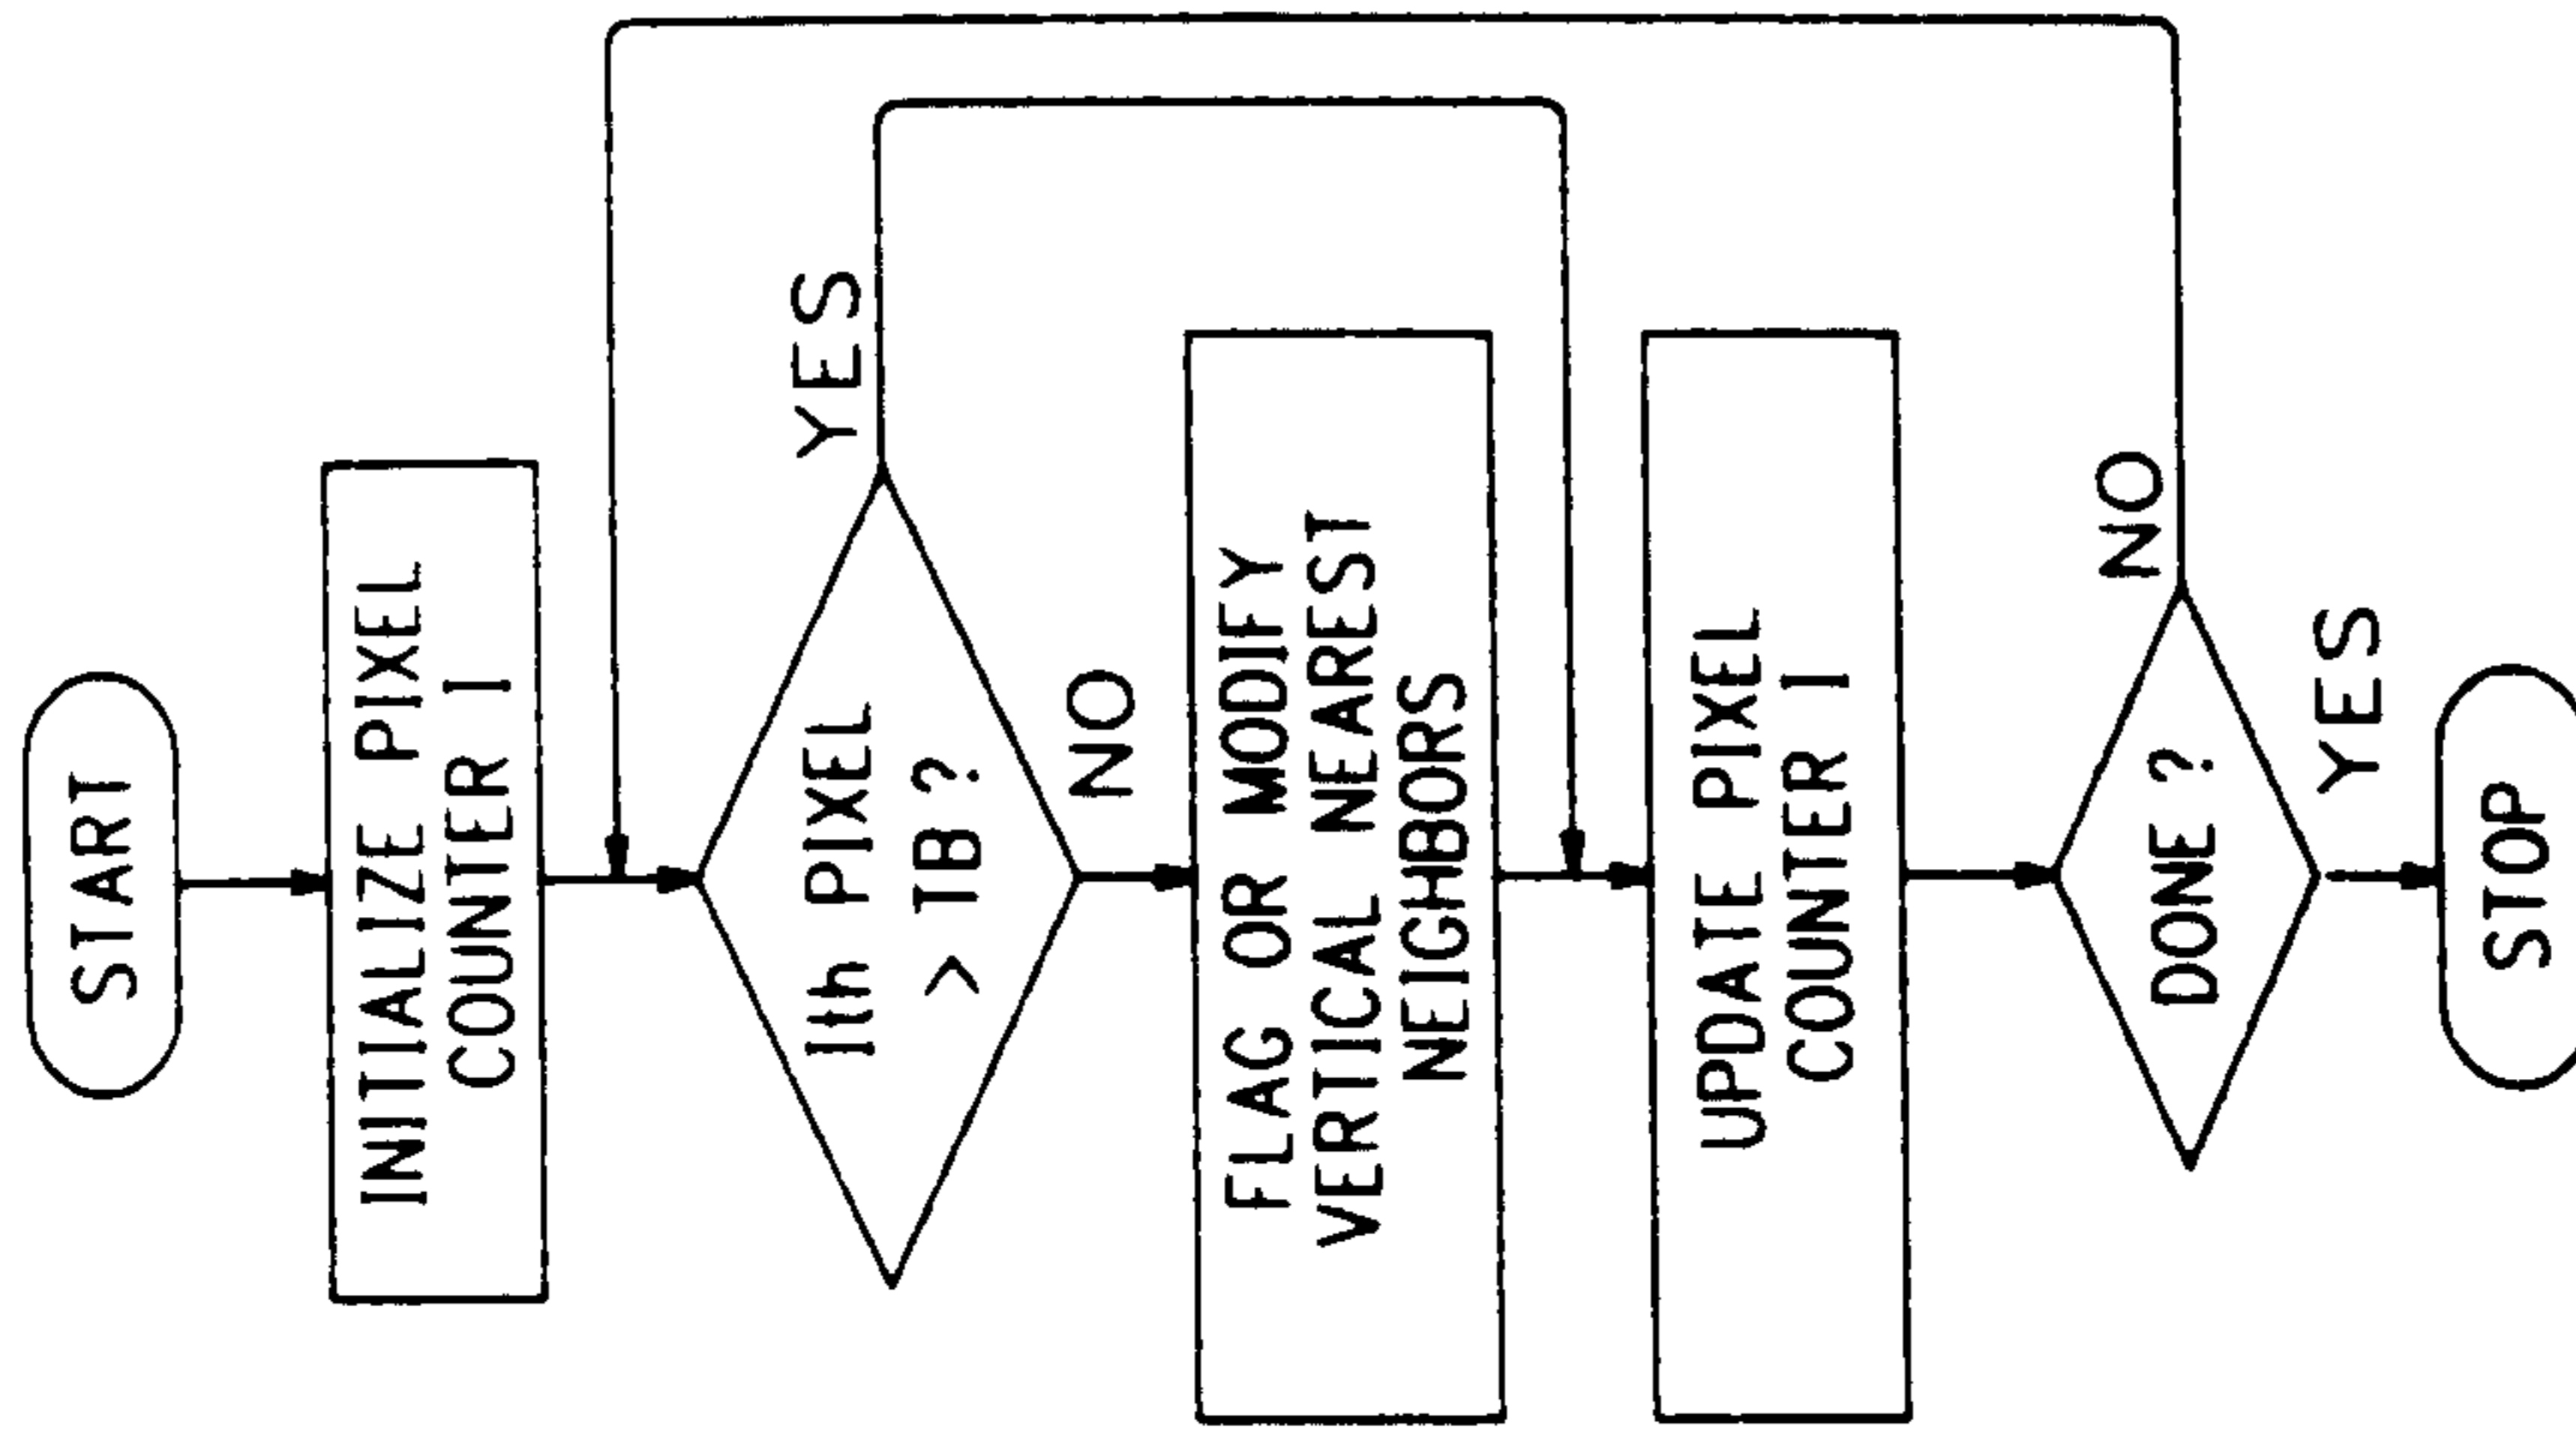 START
INITIALIZE PIXEL
COUNTER I
Ith PIXEL
> TB ?
YES
NO
FLAG OR MODIFY
VERTICAL NEAREST
NEIGHBORS
UPDATE PIXEL
COUNTER I
DONE ?
NO
YES
STOP